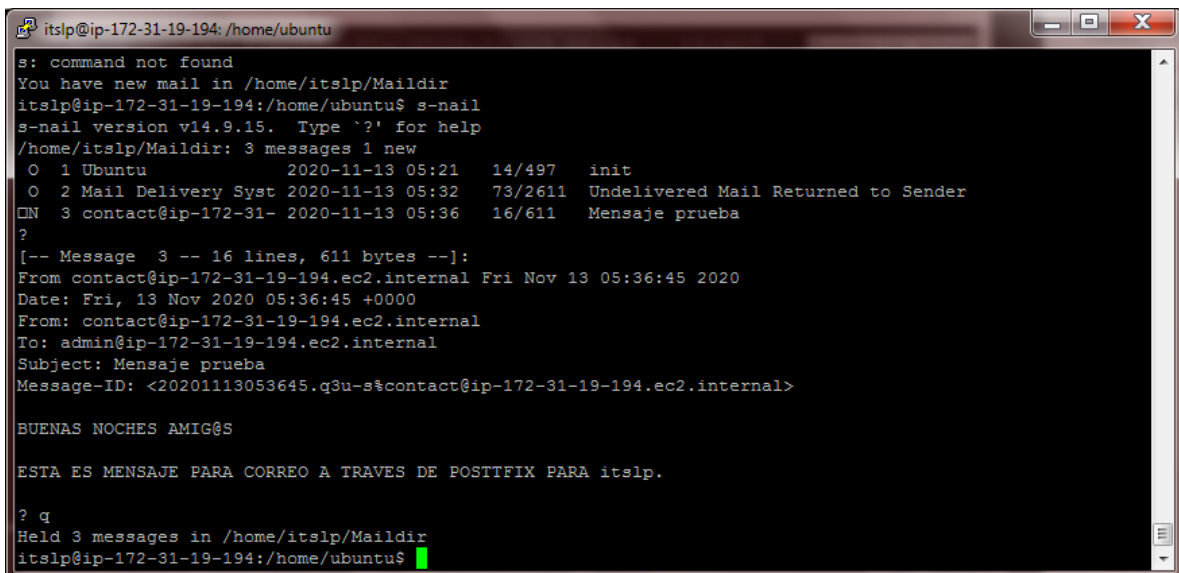 itslp@ip-172-31-19-194: /home/ubuntu
s: command not found
You have new mail in /home/itslp/Maildir
itslp@ip-172-31-19-194:/home/ubuntu$ s-nail
s-nail version v14.9.15.  Type `?' for help
/home/itslp/Maildir: 3 messages 1 new
 O  1 Ubuntu             2020-11-13 05:21   14/497   init
 O  2 Mail Delivery Syst 2020-11-13 05:32   73/2611  Undelivered Mail Returned to Sender
□N  3 contact@ip-172-31- 2020-11-13 05:36   16/611   Mensaje prueba
?
[-- Message  3 -- 16 lines, 611 bytes --]:
From contact@ip-172-31-19-194.ec2.internal Fri Nov 13 05:36:45 2020
Date: Fri, 13 Nov 2020 05:36:45 +0000
From: contact@ip-172-31-19-194.ec2.internal
To: admin@ip-172-31-19-194.ec2.internal
Subject: Mensaje prueba
Message-ID: <20201113053645.q3u-s%contact@ip-172-31-19-194.ec2.internal>
BUENAS NOCHES AMIG@S
ESTA ES MENSAJE PARA CORREO A TRAVES DE POSTTFIX PARA itslp.
? q
Held 3 messages in /home/itslp/Maildir
itslp@ip-172-31-19-194:/home/ubuntu$